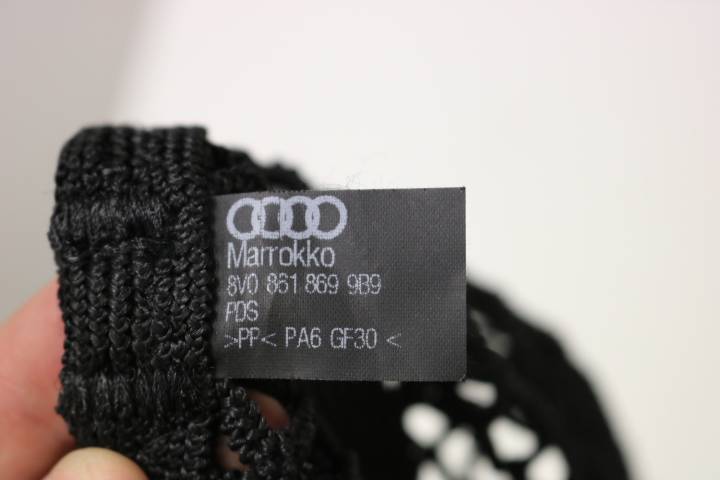 Marrokko
8V0 861 869 9B9
PDS
>PP< PA6 GF30 <